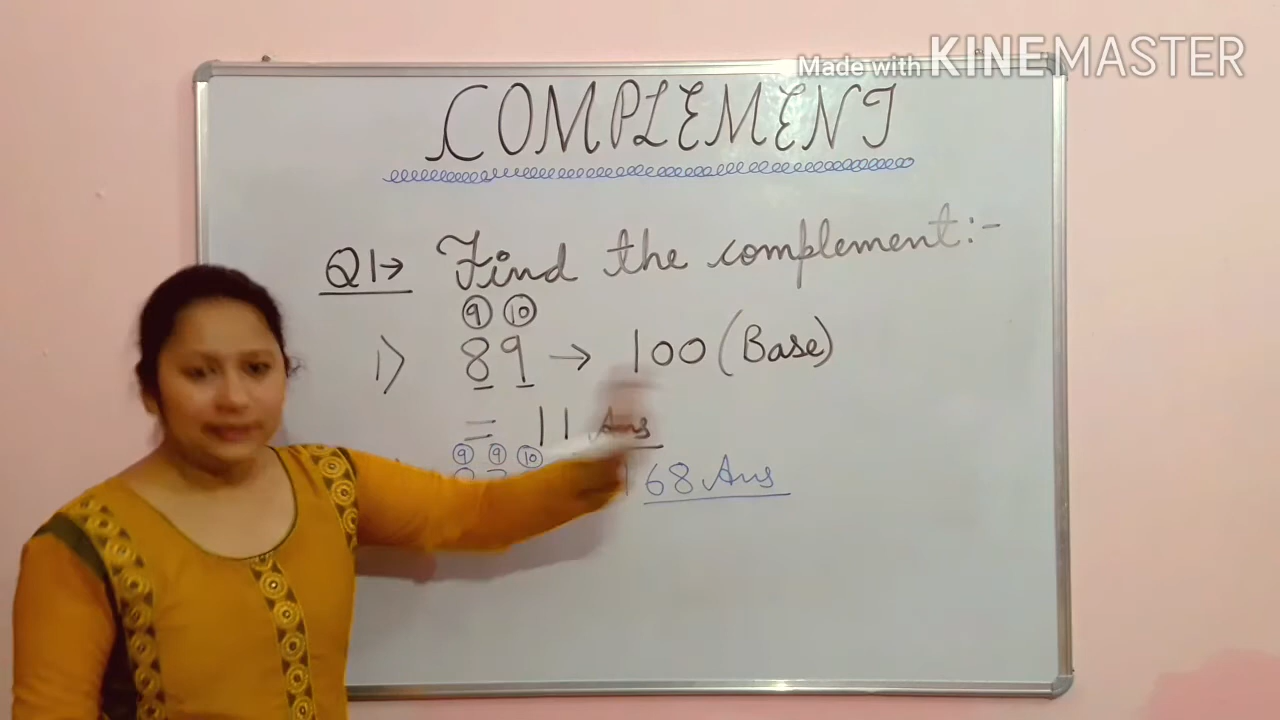 Made with KINEMASTER
COMPLEMENT
Q1→ Find the complement:-
9 10
1) 89 → 100 (Base)
= 11 Ans
9 9 10
168 Ans